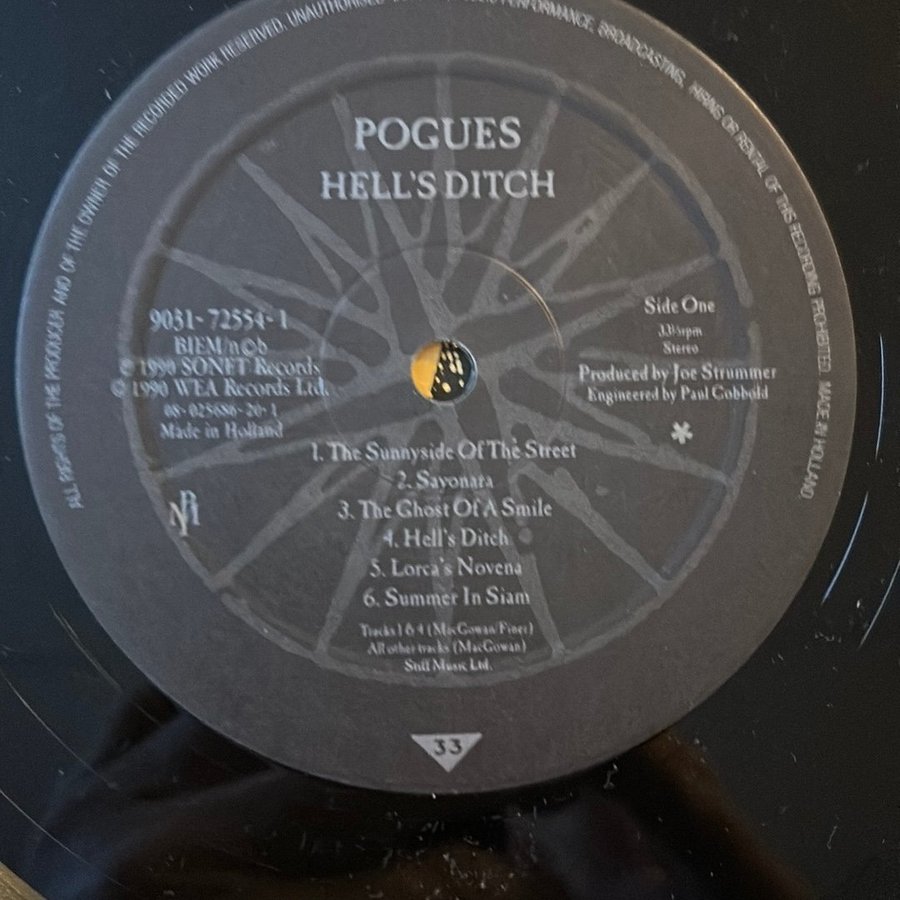 ALL RIGHTS OF THE PRODUCER AND OF THE OWNER OF THE RECORDED WORK RESERVED. UNAUTHORISED PERFORMANCE, BROADCASTING, HIRING OR RENTAL OF THIS RECORDING PROHIBITED. MADE IN HOLLAND.
POGUES
HELL'S DITCH
9031-72554-1
BIEM/n©b
℗ 1990 SONET Records
© 1990 WEA Records Ltd.
08-025686-20-1
Made in Holland
Side One
33⅓rpm
Stereo
Produced by Joe Strummer
Engineered by Paul Cobbold
*
1. The Sunnyside Of The Street
2. Sayonara
3. The Ghost Of A Smile
4. Hell's Ditch
5. Lorca's Novena
6. Summer In Siam
Tracks 1 & 4 (MacGowan/Finer)
All other tracks (MacGowan)
Stiff Music Ltd.
33